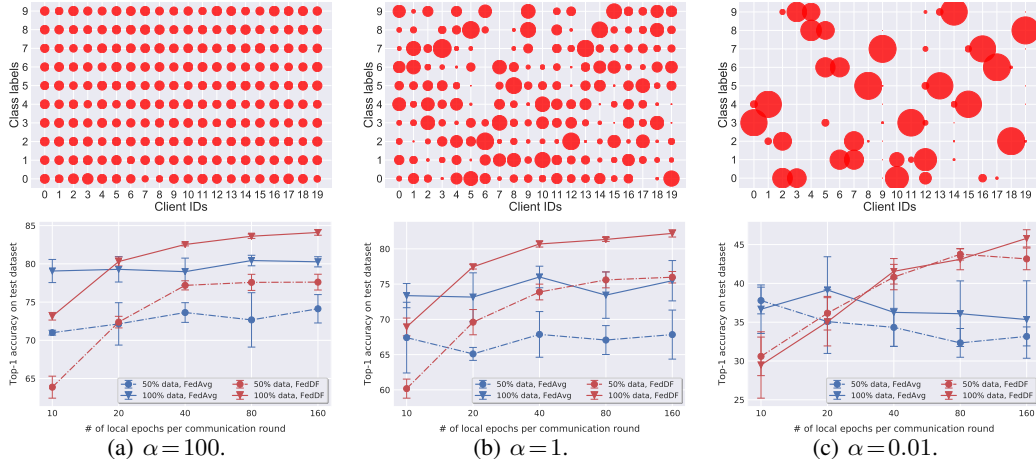 9
8
7
6
5
4
3
2
1
0
Class labels
0 1 2 3 4 5 6 7 8 9 10 11 12 13 14 15 16 17 18 19
Client IDs
9
8
7
6
5
4
3
2
1
0
Class labels
0 1 2 3 4 5 6 7 8 9 10 11 12 13 14 15 16 17 18 19
Client IDs
9
8
7
6
5
4
3
2
1
0
Class labels
0 1 2 3 4 5 6 7 8 9 10 11 12 13 14 15 16 17 18 19
Client IDs
85
80
75
70
65
Top-1 accuracy on test dataset
50% data, FedAvg 50% data, FedDF
100% data, FedAvg 100% data, FedDF
10 20 40 80 160
# of local epochs per communication round
(a) α=100.
80
75
70
65
60
Top-1 accuracy on test dataset
50% data, FedAvg 50% data, FedDF
100% data, FedAvg 100% data, FedDF
10 20 40 80 160
# of local epochs per communication round
(b) α=1.
45
40
35
30
25
Top-1 accuracy on test dataset
50% data, FedAvg 50% data, FedDF
100% data, FedAvg 100% data, FedDF
10 20 40 80 160
# of local epochs per communication round
(c) α=0.01.